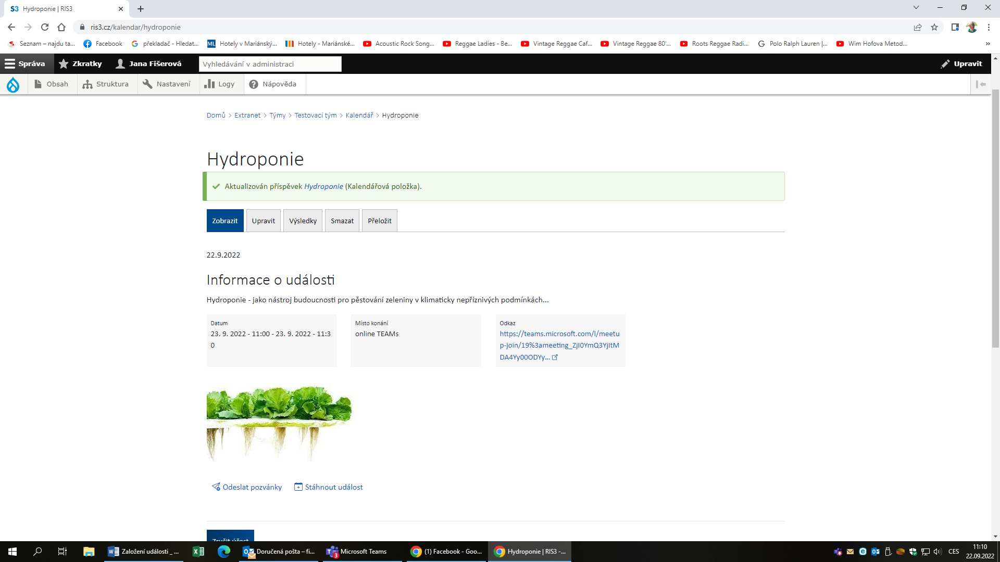 S3 Hydroponie | RIS3
ris3.cz/kalendar/hydroponie
Seznam – najdu ta... Facebook překladač - Hledat... ML Hotely v Mariánský... Hotely - Mariánské... Acoustic Rock Song... Reggae Ladies - Be... Vintage Reggae Caf... Vintage Reggae 80'... Roots Reggae Radi... Polo Ralph Lauren |... Wim Hofova Metod... »
Správa Zkratky Jana Fišerová Vyhledávání v administraci Upravit
Obsah Struktura Nastavení Logy Nápověda
Domů > Extranet > Týmy > Testovací tým > Kalendář > Hydroponie
Hydroponie
Aktualizován příspěvek Hydroponie (Kalendářová položka).
Zobrazit Upravit Výsledky Smazat Přeložit
22.9.2022
Informace o události
Hydroponie - jako nástroj budoucnosti pro pěstování zeleniny v klimaticky nepříznivých podmínkách...
Datum
23. 9. 2022 - 11:00 - 23. 9. 2022 - 11:3
0
Místo konání
online TEAMs
Odkaz
https://teams.microsoft.com/l/meetu
p-join/19%3ameeting_ZjI0YmQ3YjItM
DA4Yy00ODYy...
Odeslat pozvánky Stáhnout událost
Zrušit účast
Založení události _ ... Doručená pošta – fi... 3 Microsoft Teams (1) Facebook - Goo... Hydroponie | RIS3 -... CES 11:10
22.09.2022